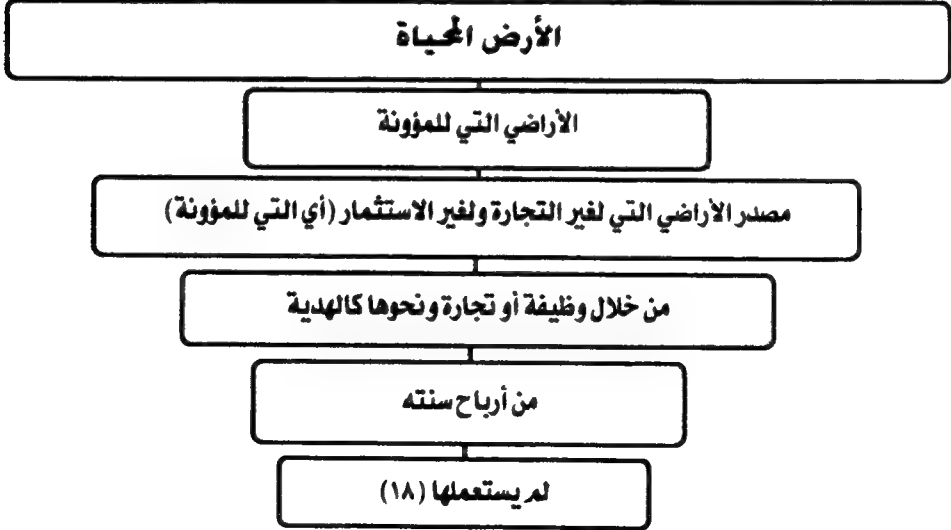 الأرض المحياة
الأراضي التي للمؤونة
مصدر الأراضي التي لغير التجارة ولغير الاستثمار (أي التي للمؤونة)
من خلال وظيفة أو تجارة ونحوها كالهدية
من أرباح سنته
لم يستعملها (١٨)